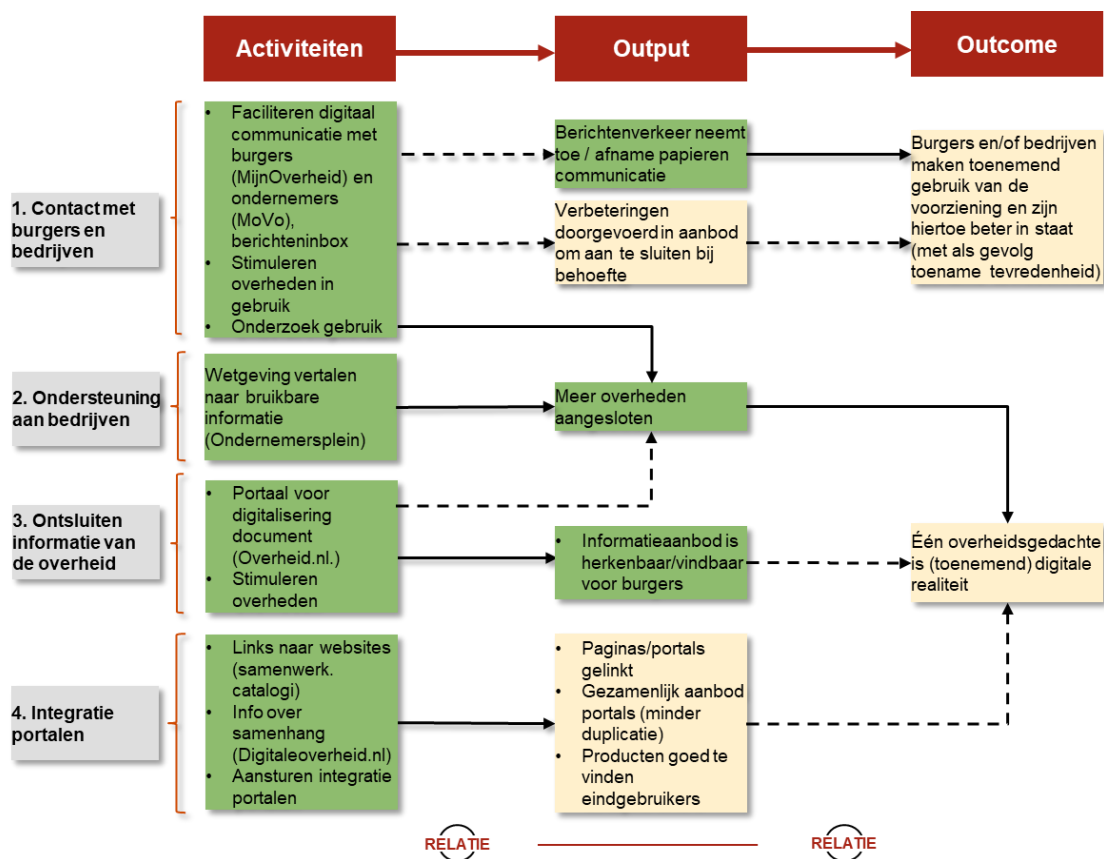 Activiteiten
Output
Outcome
1. Contact met
burgers en
bedrijven
• Faciliteren digitaal
communicatie met
burgers
(MijnOverheid) en
ondernemers
(MoVo),
berichteninbox
• Stimuleren
overheden in
gebruik
• Onderzoek gebruik
Berichtenverkeer neemt
toe / afname papieren
communicatie
Verbeteringen
doorgevoerd in aanbod
om aan te sluiten bij
behoefte
Burgers en/of bedrijven
maken toenemend
gebruik van de
voorziening en zijn
hiertoe beter in staat
(met als gevolg
toename tevredenheid)
2. Ondersteuning
aan bedrijven
Wetgeving vertalen
naar bruikbare
informatie
(Ondernemersplein)
Meer overheden
aangesloten
3. Ontsluiten
informatie van
de overheid
• Portaal voor
digitalisering
document
(Overheid.nl.)
• Stimuleren
overheden
• Informatieaanbod is
herkenbaar/vindbaar
voor burgers
Één overheidsgedachte
is (toenemend) digitale
realiteit
4. Integratie
portalen
• Links naar websites
(samenwerk.
catalogi)
• Info over
samenhang
(Digitaleoverheid.nl)
• Aansturen integratie
portalen
• Paginas/portals
gelinkt
• Gezamenlijk aanbod
portals (minder
duplicatie)
• Producten goed te
vinden
eindgebruikers
RELATIE
RELATIE